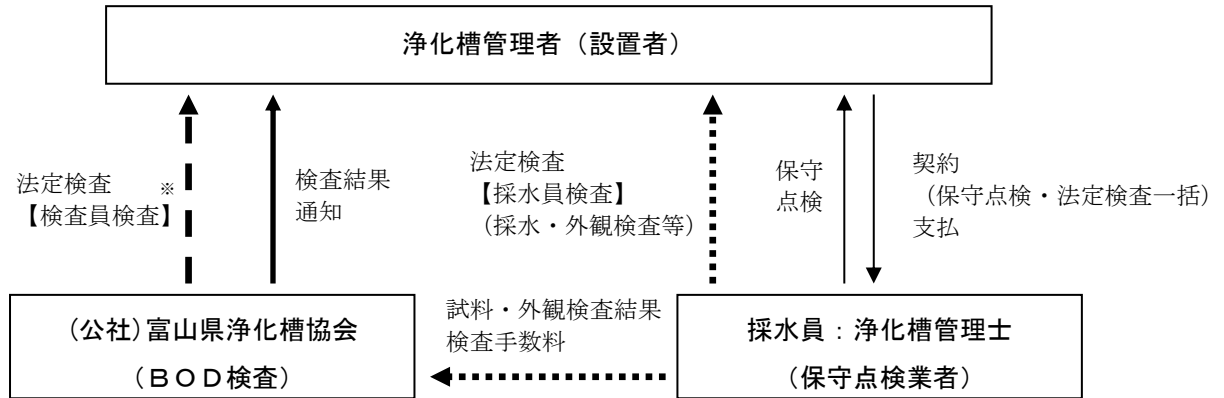 浄化槽管理者（設置者）
法定検査　※
【検査員検査】
検査結果
通知
法定検査
【採水員検査】
（採水・外観検査等）
保守
点検
契約
（保守点検・法定検査一括）
支払
（公社）富山県浄化槽協会
（ＢＯＤ検査）
試料・外観検査結果
検査手数料
採水員：浄化槽管理士
（保守点検業者）